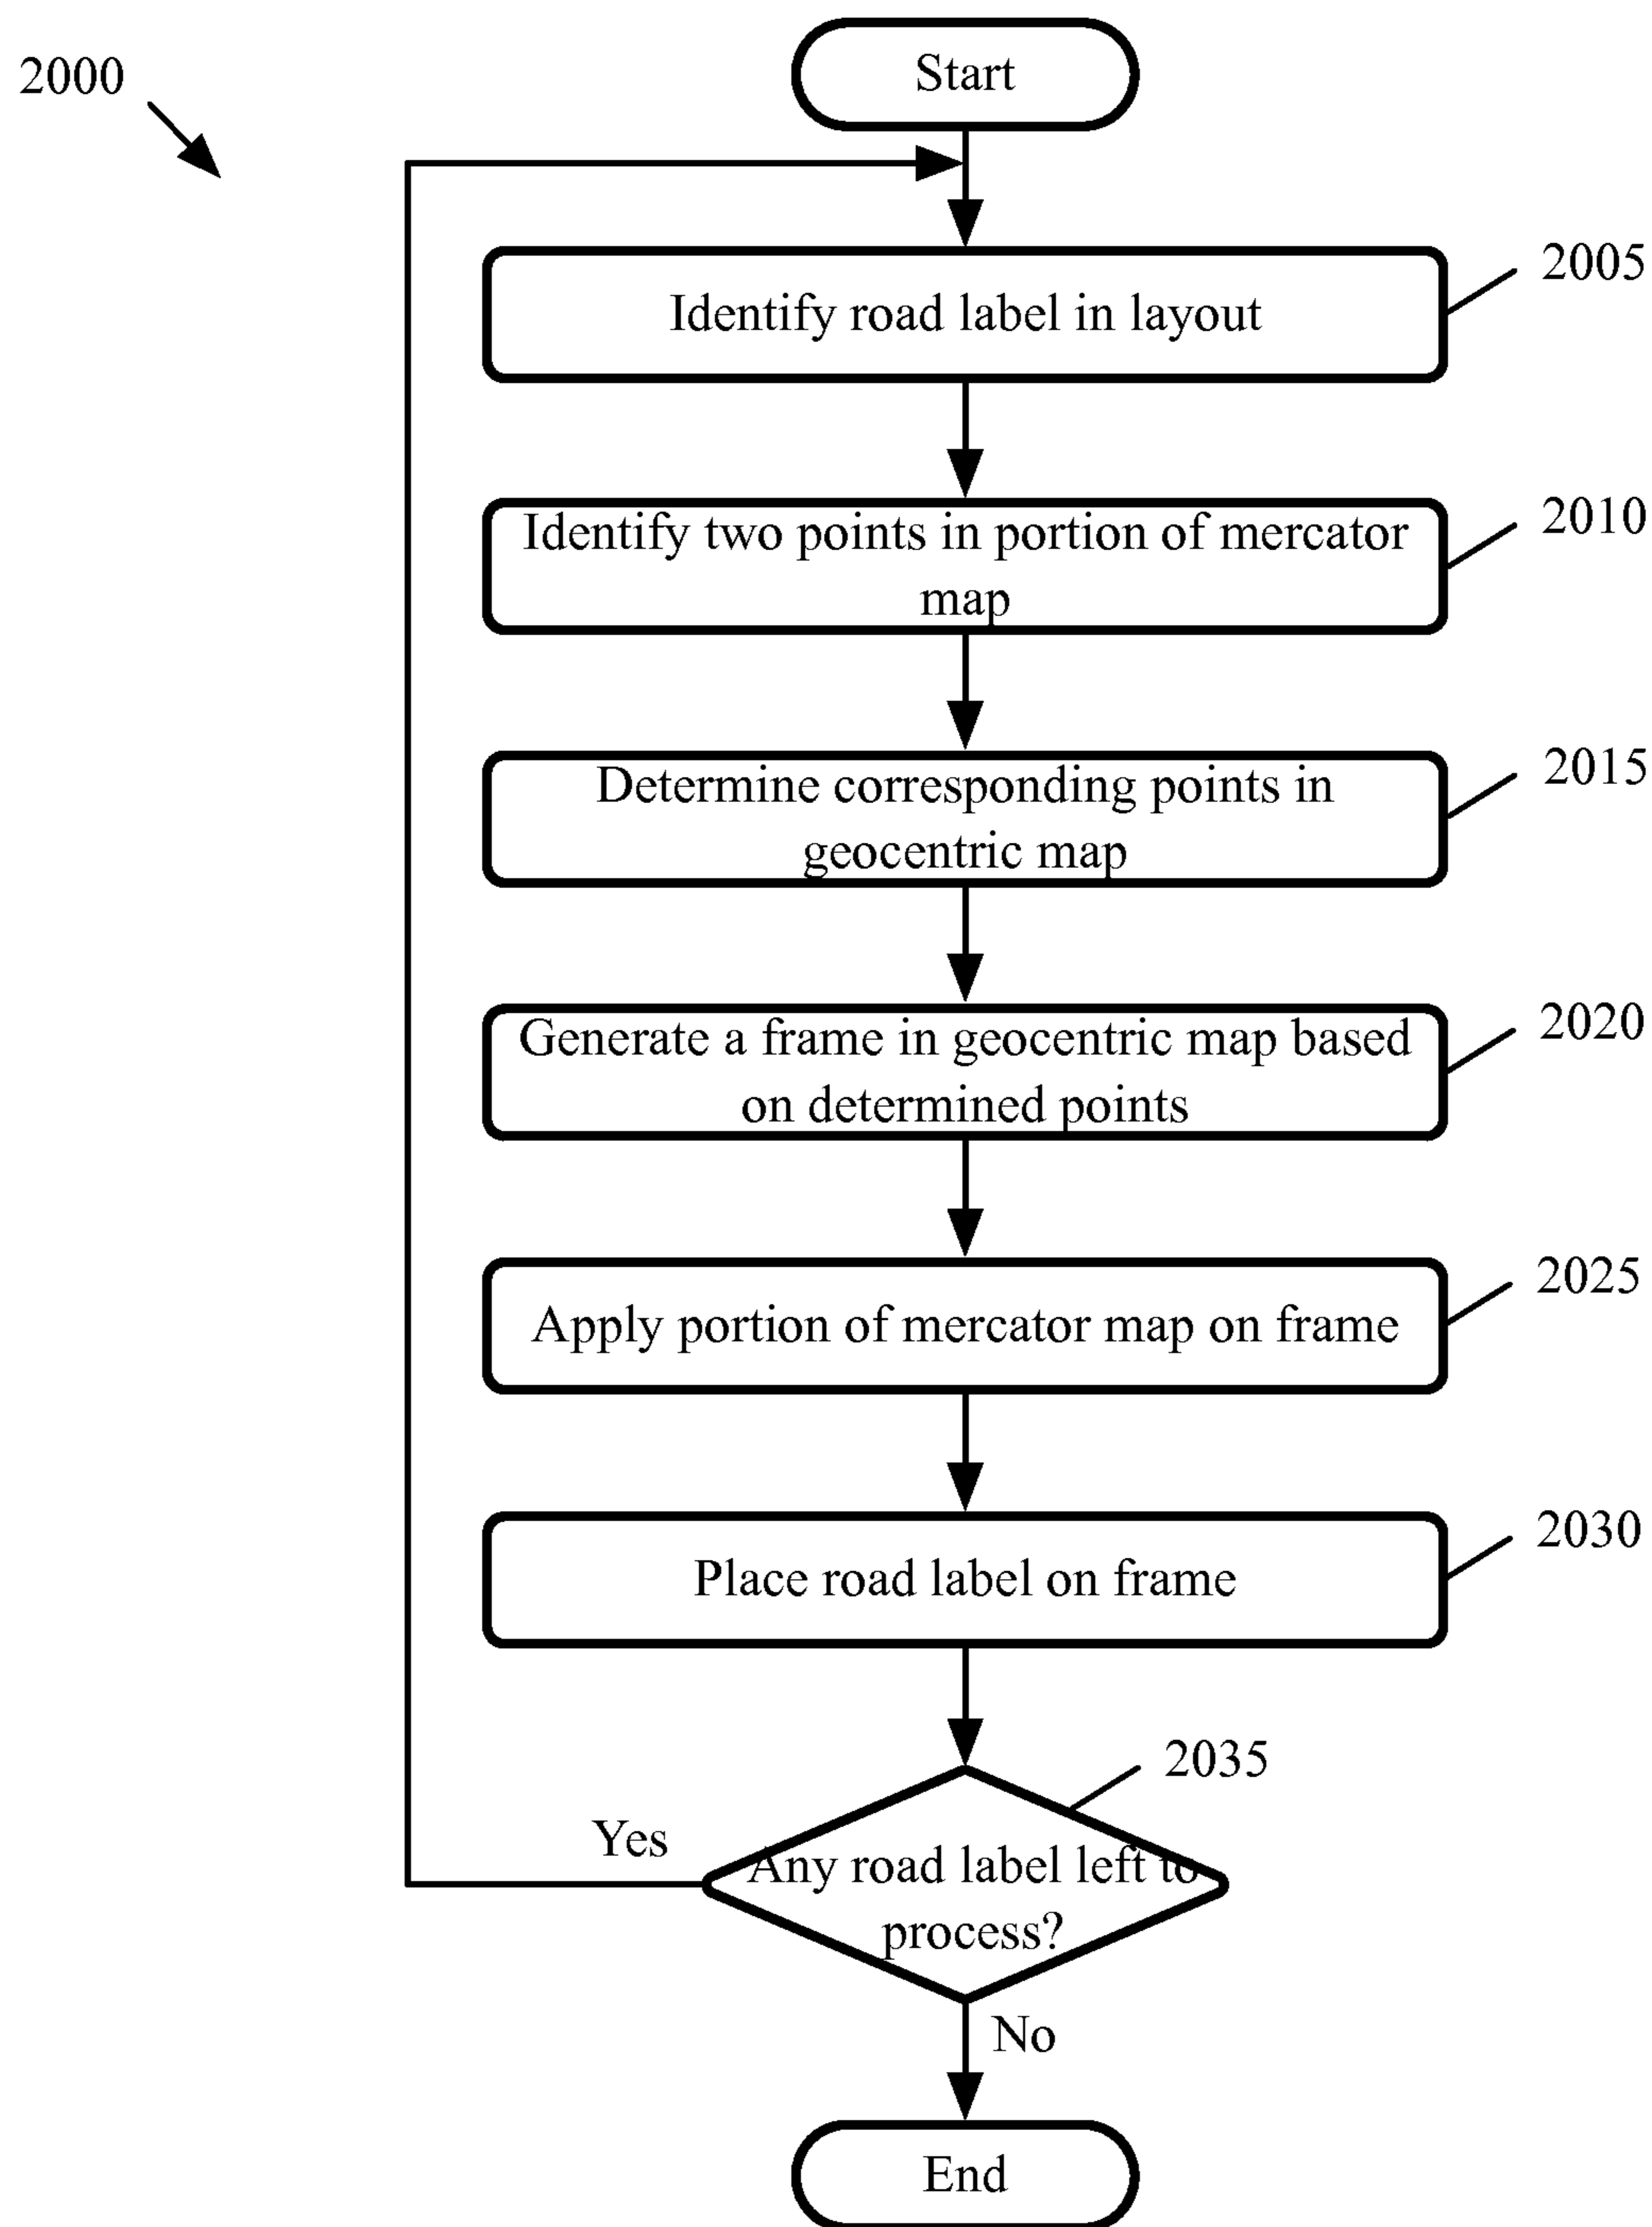 2000
Start
Identify road label in layout
2005
Identify two points in portion of mercator
map
2010
Determine corresponding points in
geocentric map
2015
Generate a frame in geocentric map based
on determined points
2020
Apply portion of mercator map on frame
2025
Place road label on frame
2030
2035
Yes
Any road label left to
process?
No
End